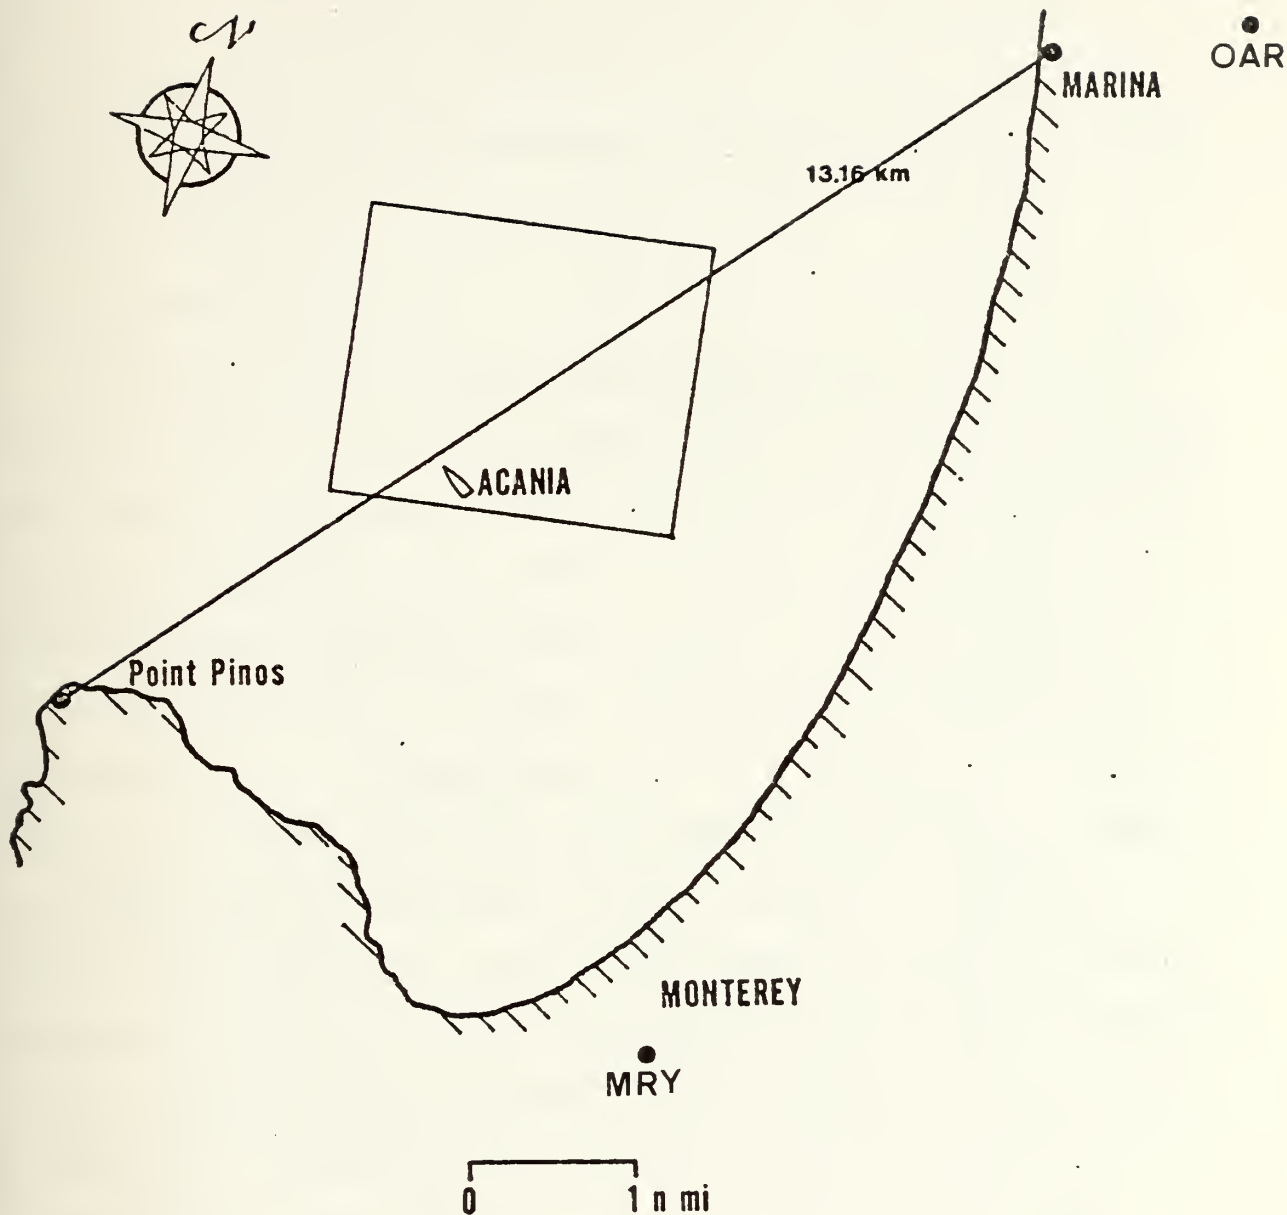 N
OAR
MARINA
13.16 km
ACANIA
Point Pinos
MONTEREY
MRY
0 1 n mi